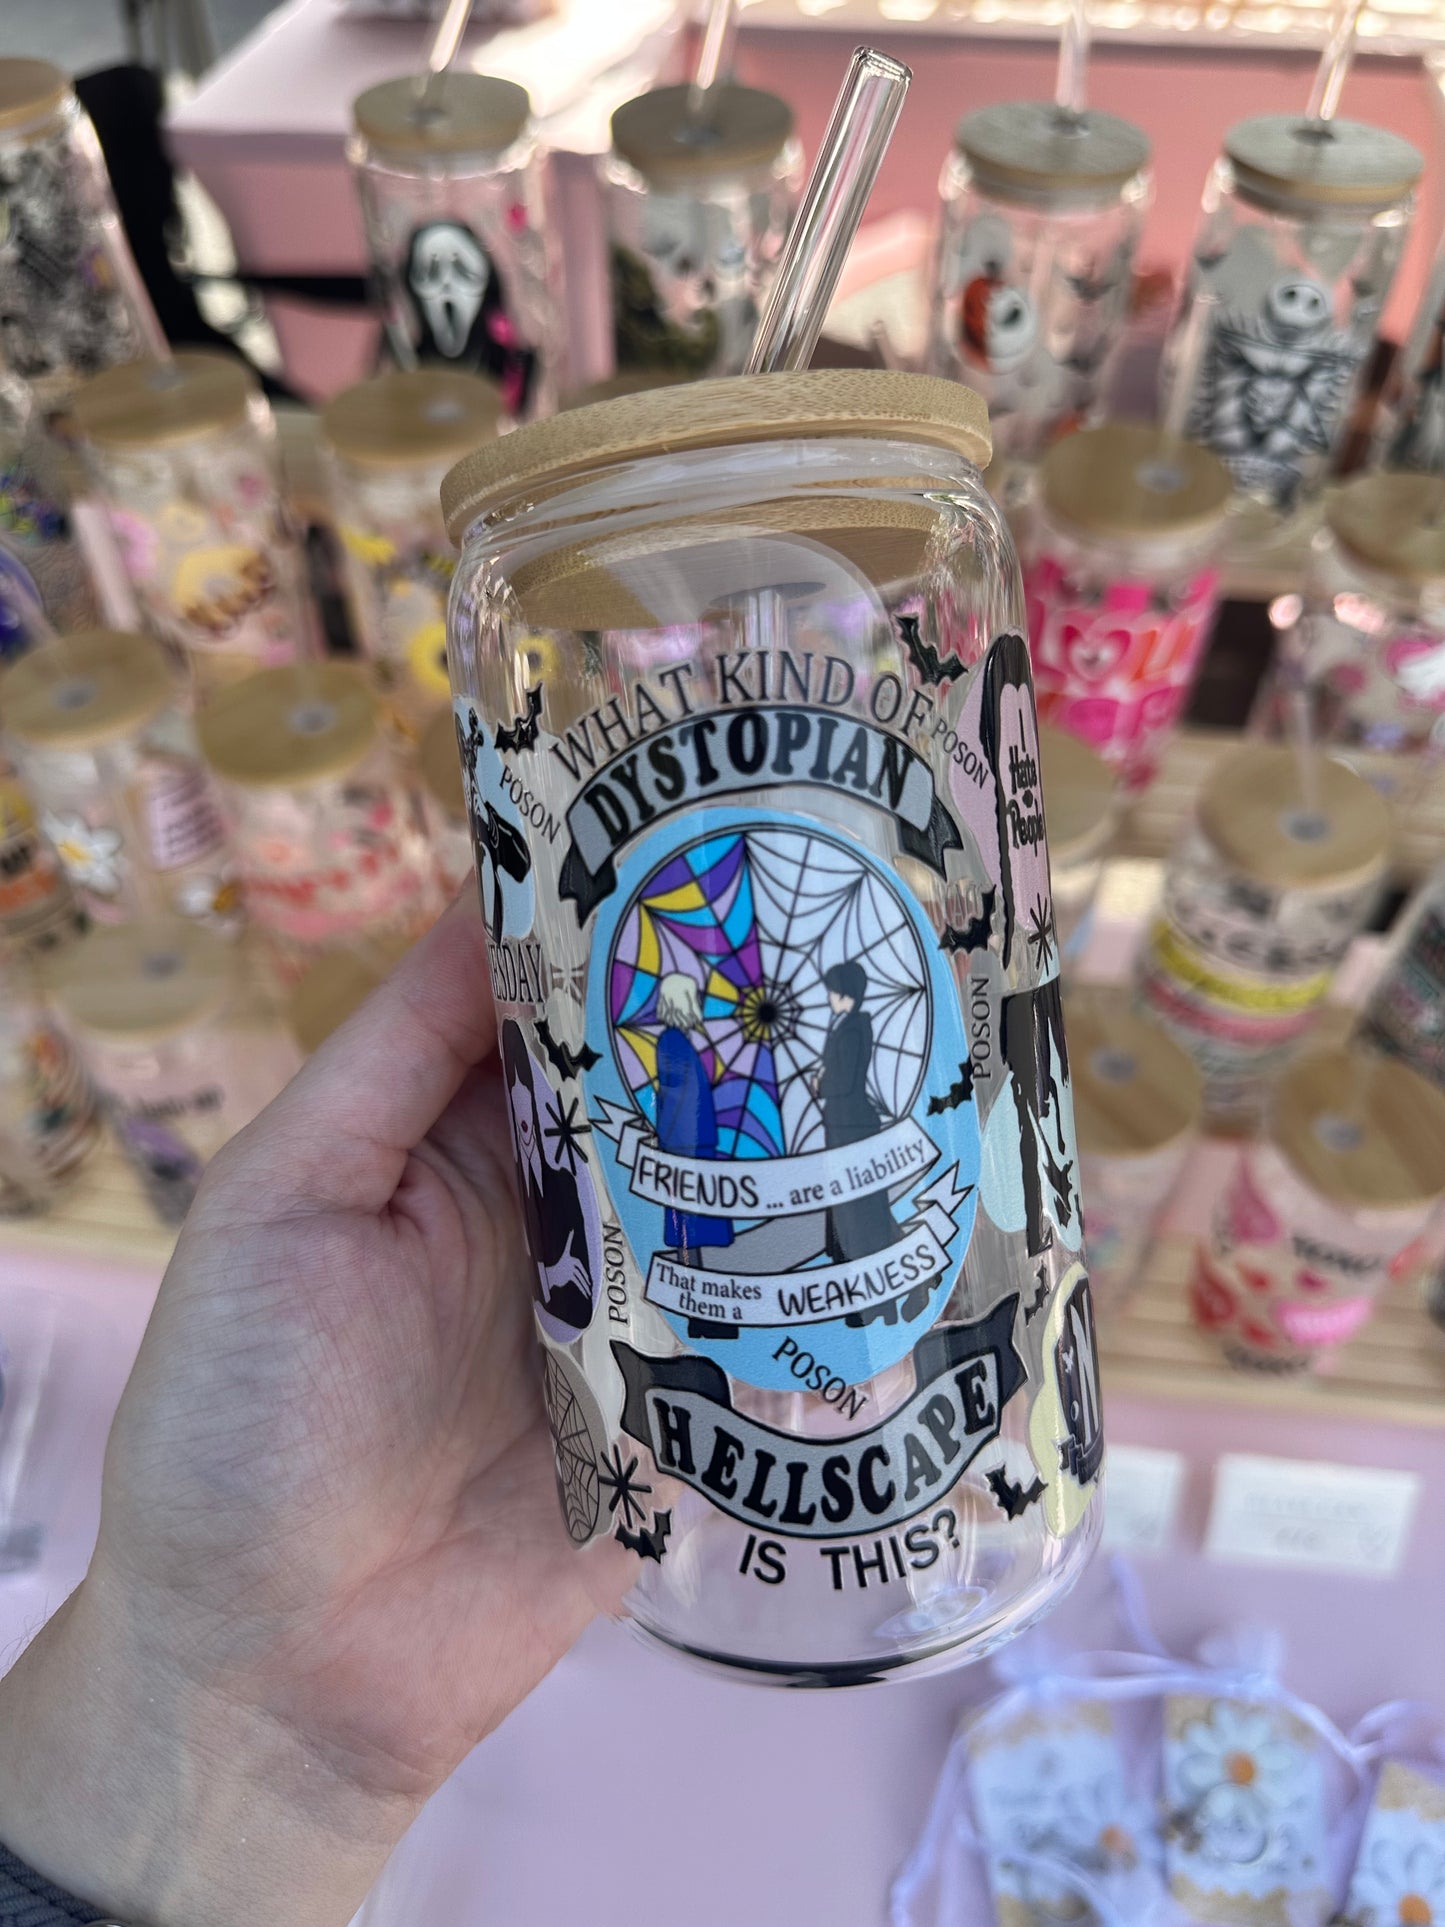 WHAT KIND OF
DYSTOPIAN
POSON
POSON
I
Hate
People
ESDAY
POSON
FRIENDS ... are a liability
That makes
them a WEAKNESS
POSON
POSON
HELLSCAPE
IS THIS?
N